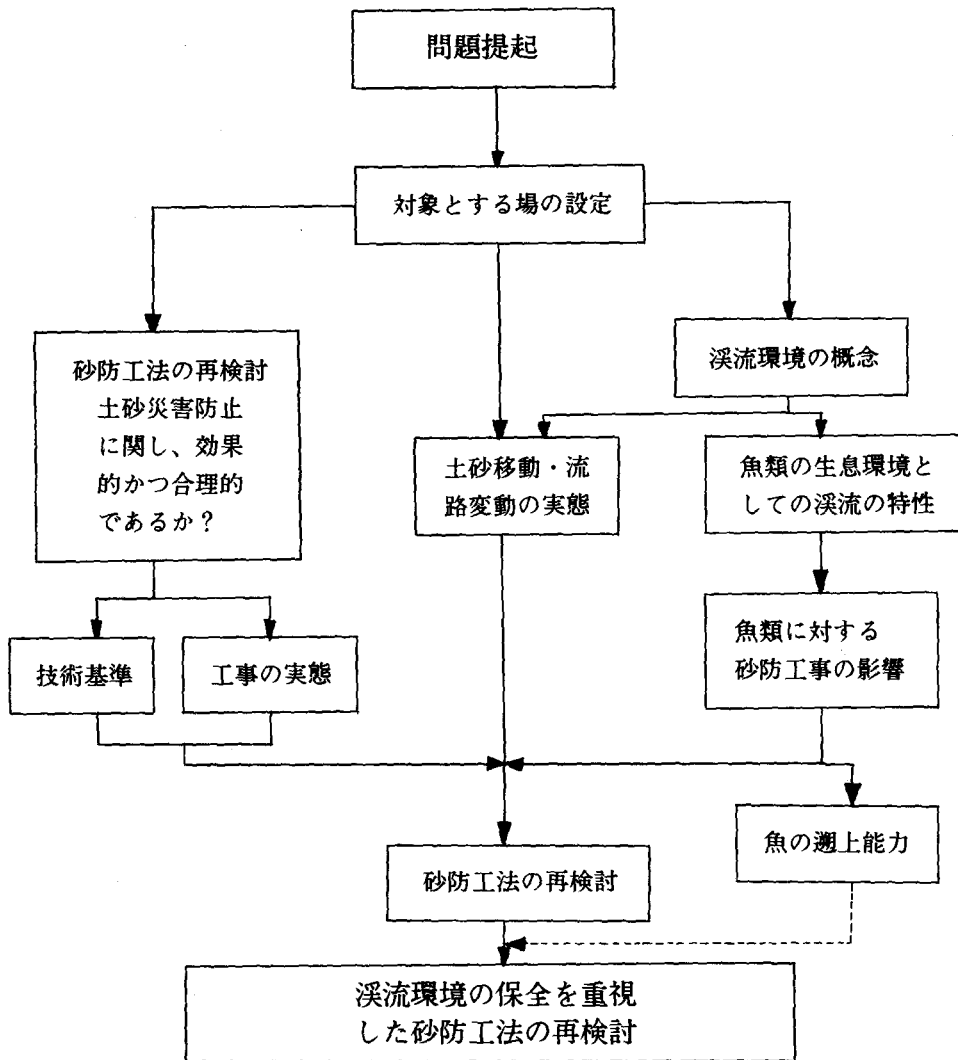 問題提起
対象とする場の設定
砂防工法の再検討
土砂災害防止
に関し、効果
的かつ合理的
であるか?
渓流環境の概念
土砂移動・流
路変動の実態
魚類の生息環境と
しての渓流の特性
技術基準
工事の実態
魚類に対する
砂防工事の影響
魚の遡上能力
砂防工法の再検討
渓流環境の保全を重視
した砂防工法の再検討